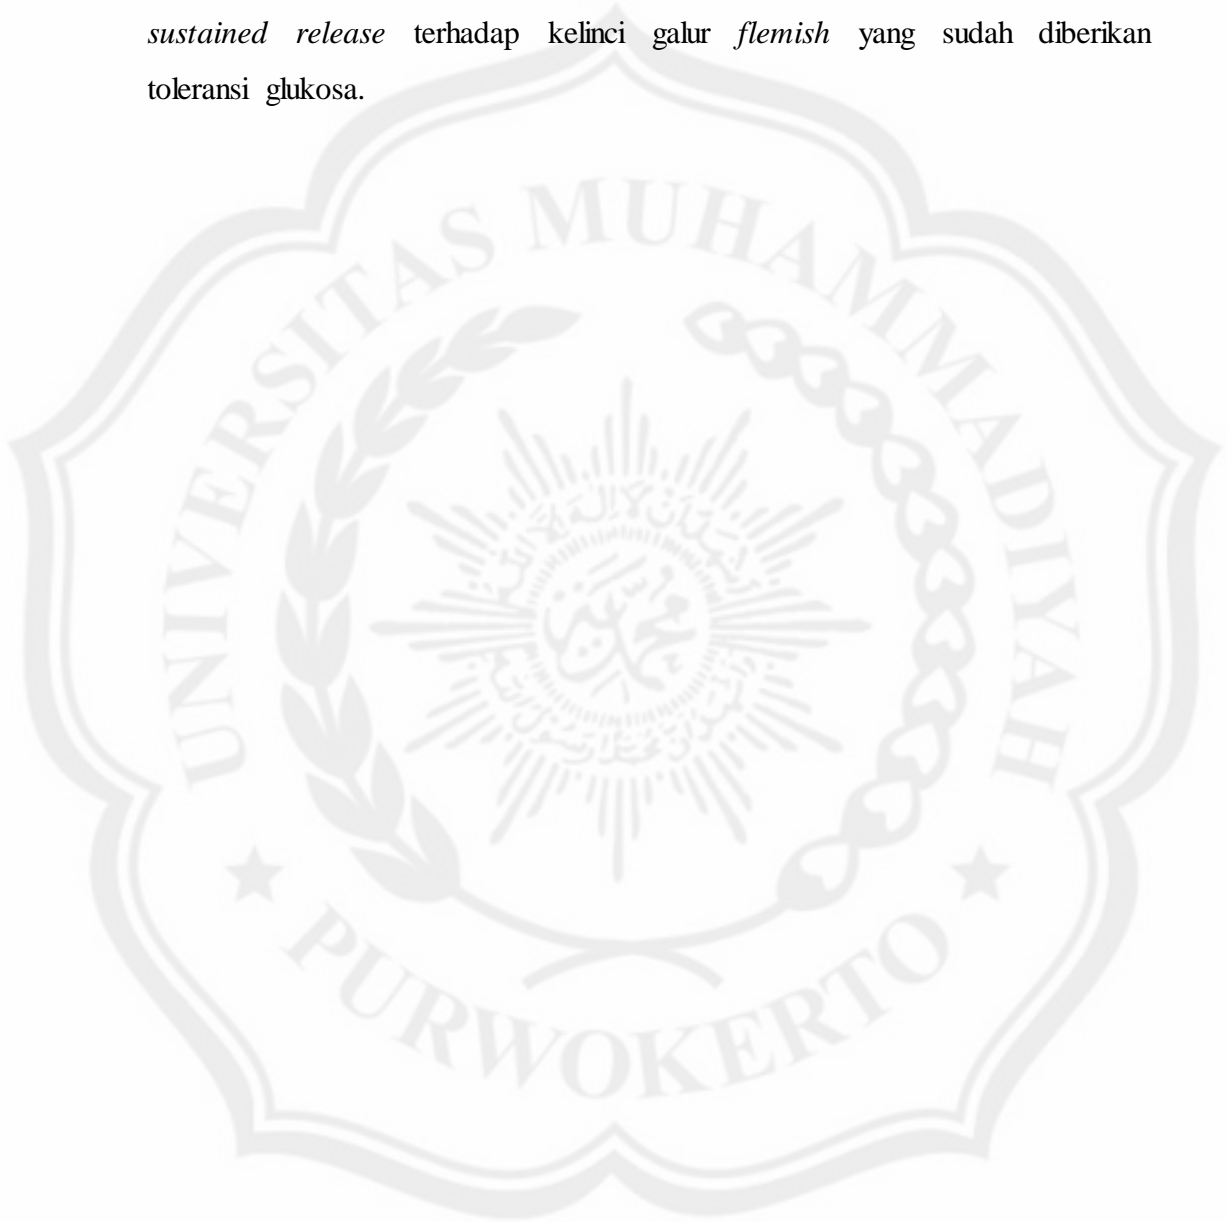 sustained release terhadap kelinci galur flemish yang sudah diberikan
toleransi glukosa.
UNIVERSITAS MUHAMMADIYAH
PURWOKERTO